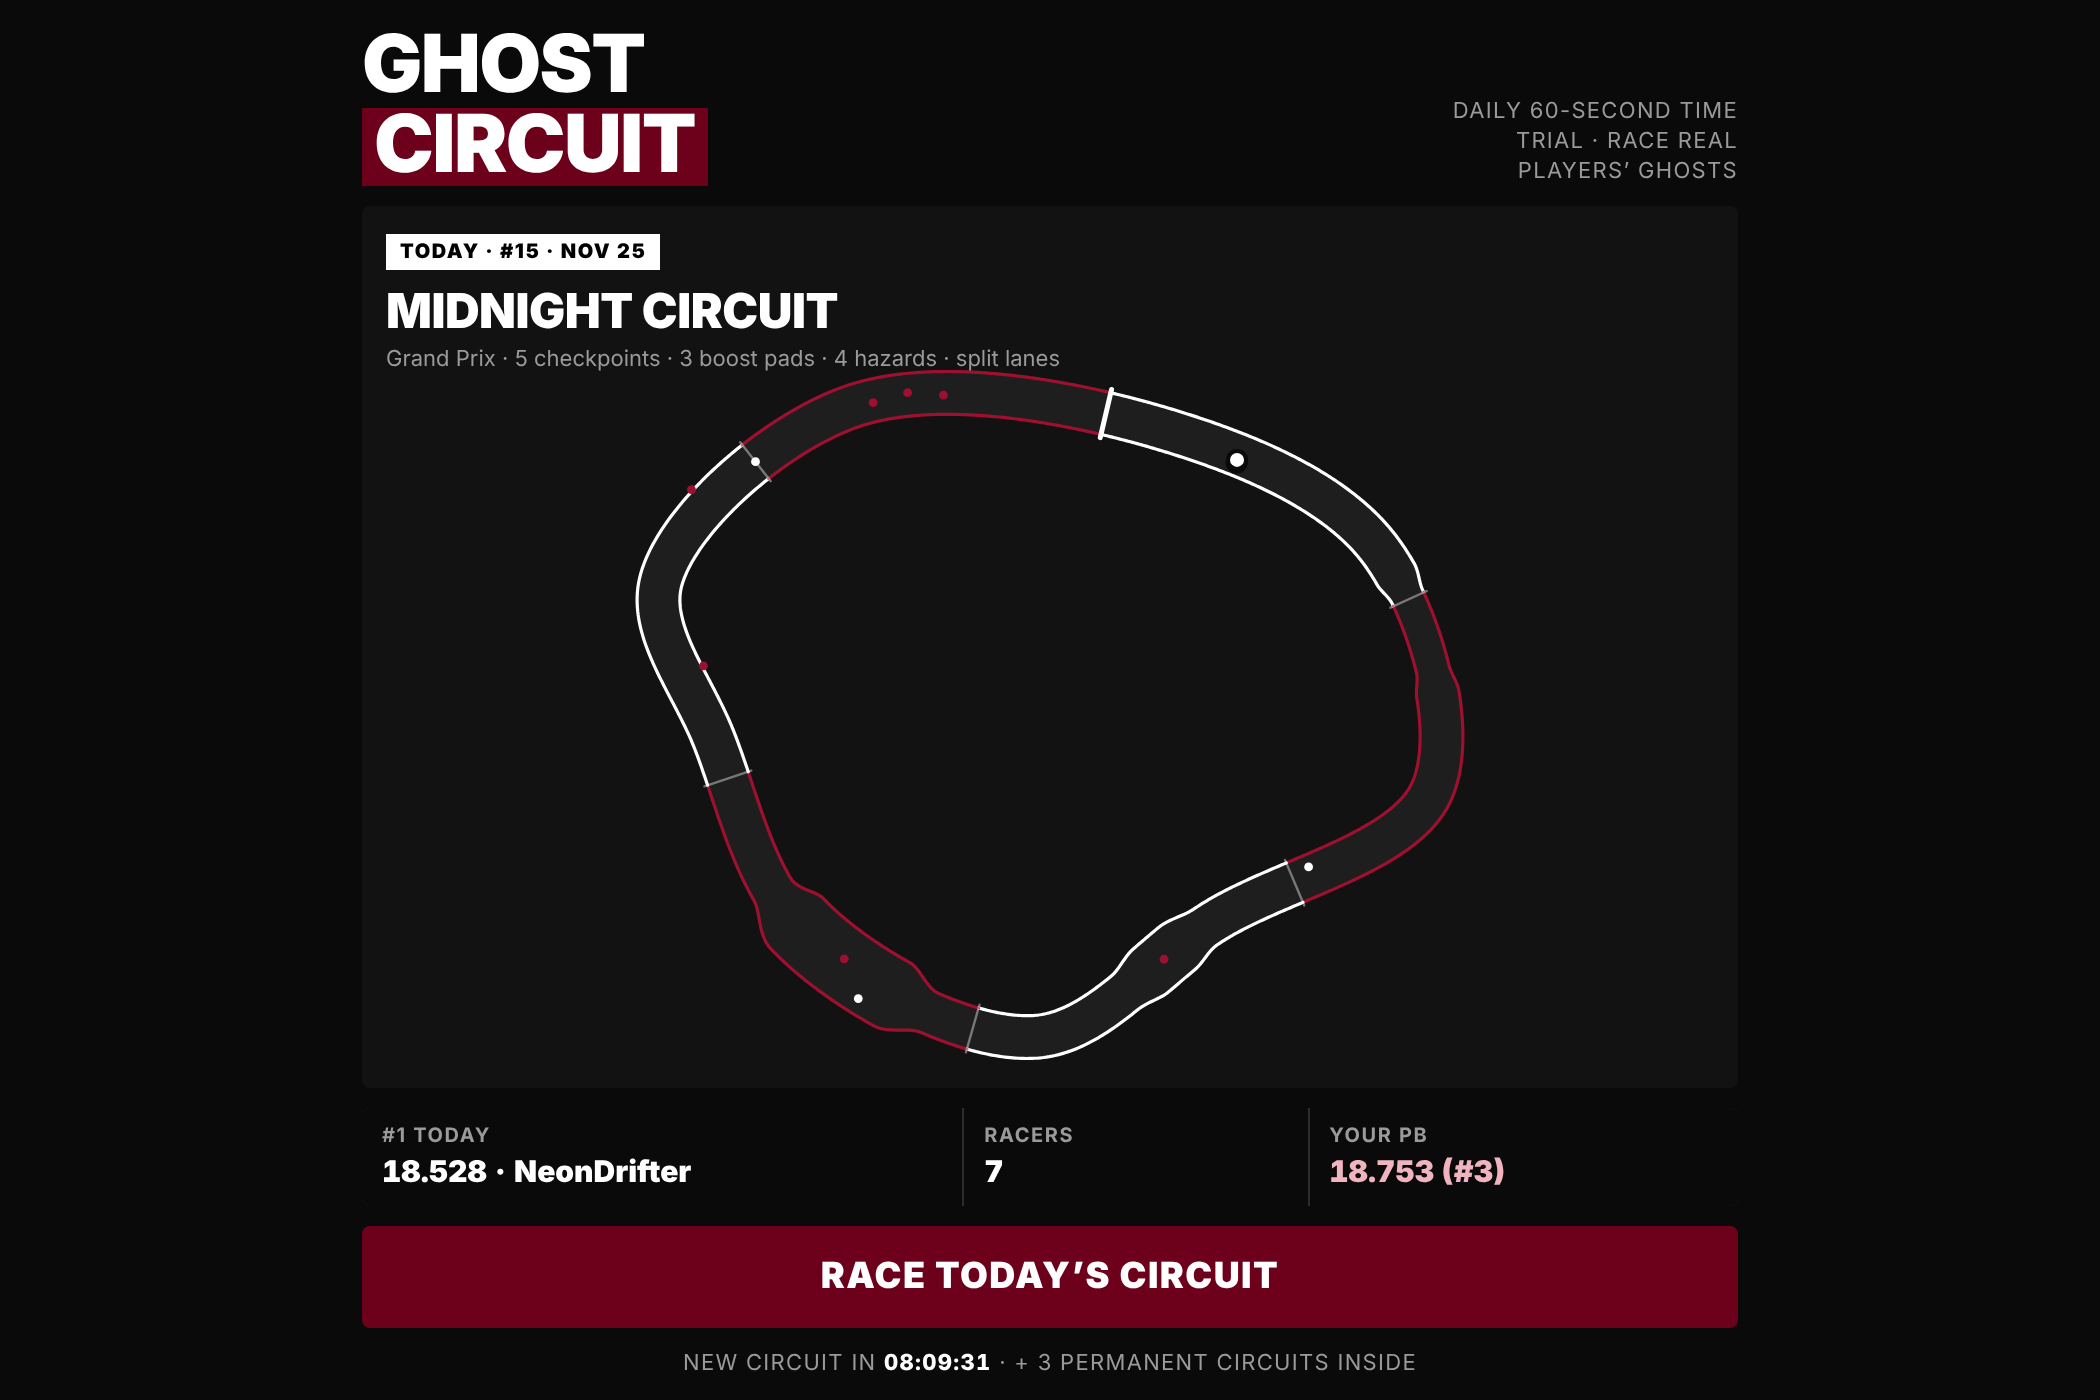 GHOST
CIRCUIT
DAILY 60-SECOND TIME
TRIAL · RACE REAL
PLAYERS’ GHOSTS
TODAY · #15 · NOV 25
MIDNIGHT CIRCUIT
Grand Prix · 5 checkpoints · 3 boost pads · 4 hazards · split lanes
#1 TODAY
18.528 · NeonDrifter
RACERS
7
YOUR PB
18.753 (#3)
RACE TODAY’S CIRCUIT
NEW CIRCUIT IN 08:09:31 · + 3 PERMANENT CIRCUITS INSIDE